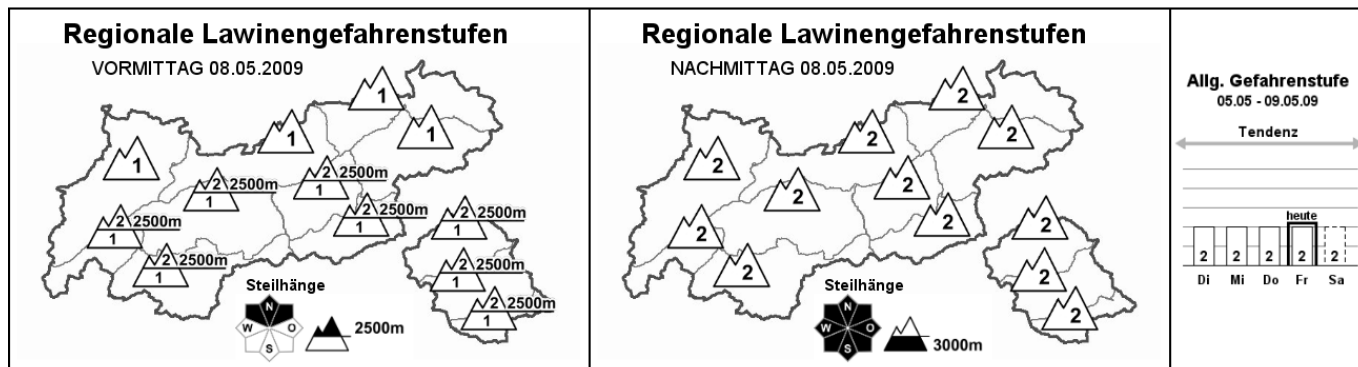 Regionale Lawinengefahrenstufen
VORMITTAG 08.05.2009
1
1
1
1
2 2500m
1
2 2500m
1
2 2500m
1
2 2500m
1
2 2500m
1
2 2500m
1
2 2500m
1
2 2500m
1
Steilhänge
N
W O
S
2500m
Regionale Lawinengefahrenstufen
NACHMITTAG 08.05.2009
2
2
2
2
2
2
2
2
2
2
2
2
Steilhänge
N
W O
S
3000m
Allg. Gefahrenstufe
05.05 - 09.05.09
Tendenz
heute
2 2 2 2 2
Di Mi Do Fr Sa